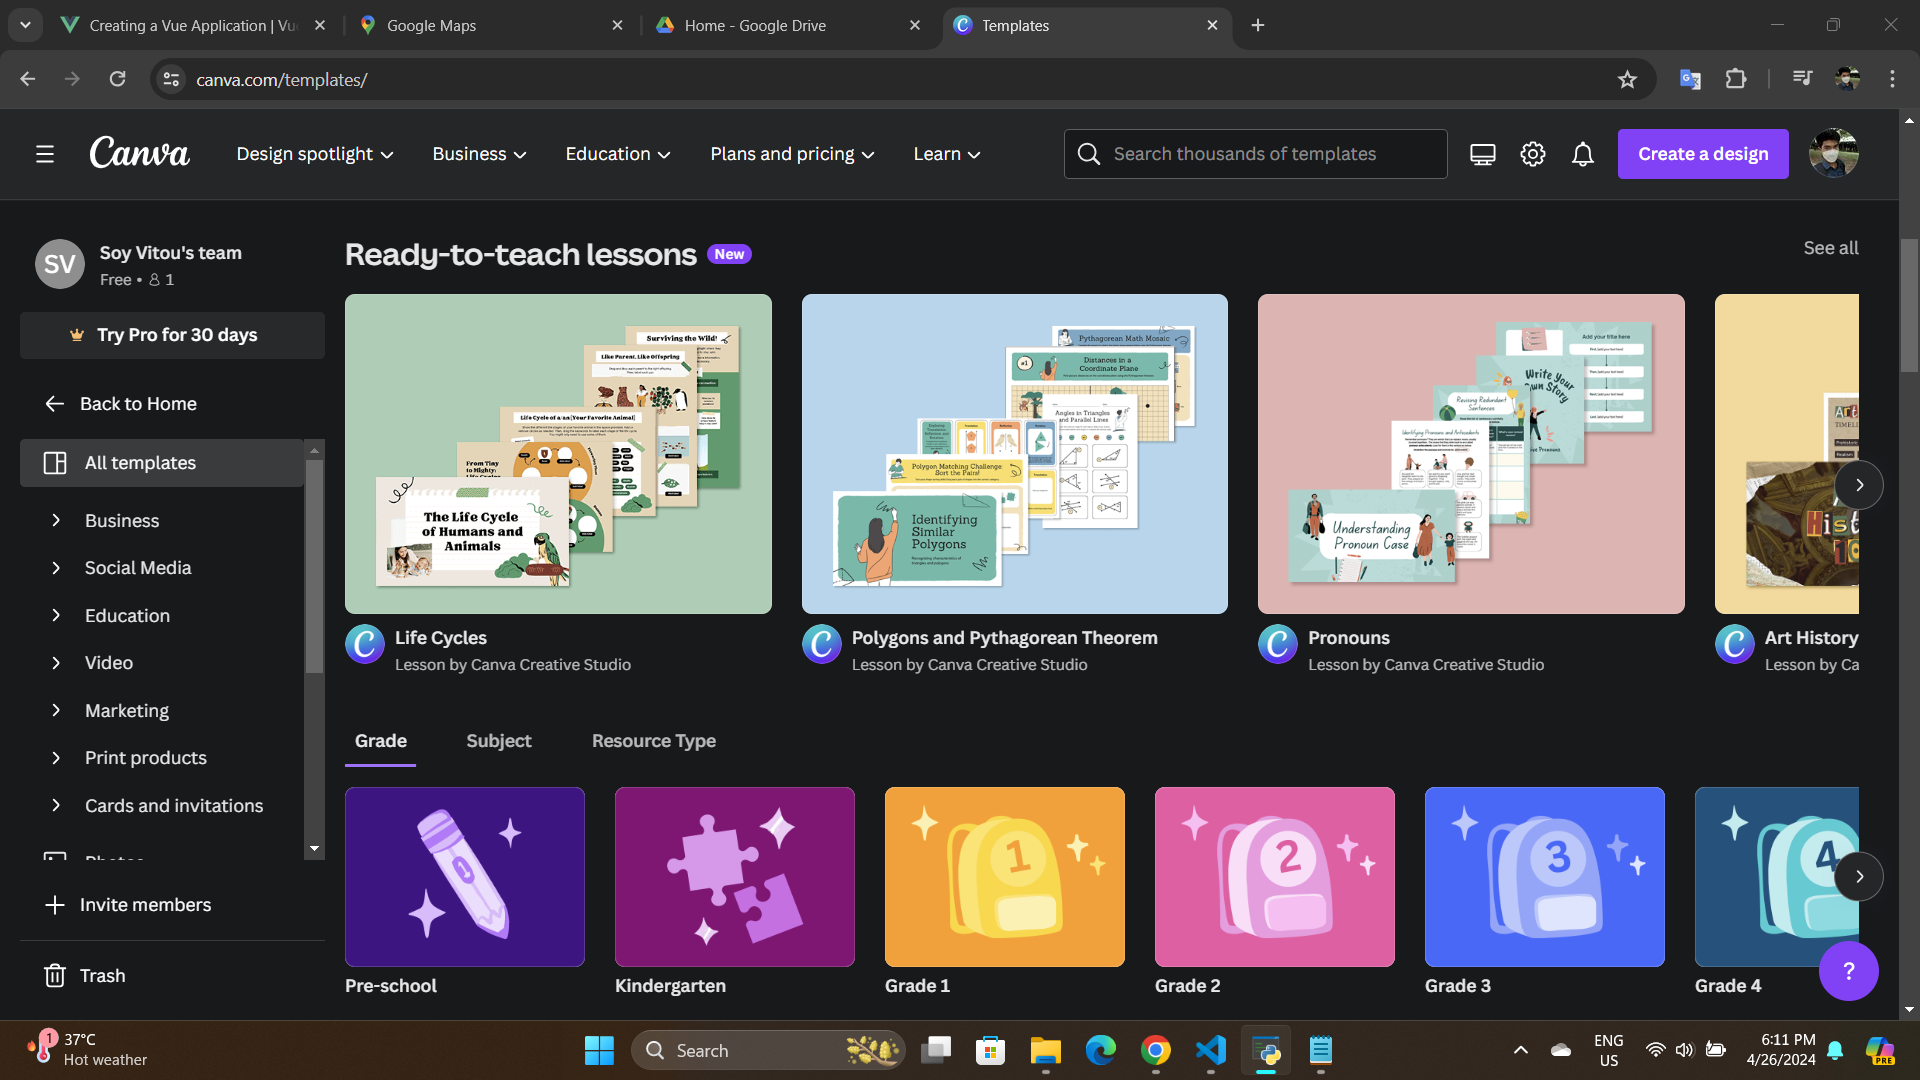 Creating a Vue Application | Vue
Google Maps
Home - Google Drive
Templates
canva.com/templates/
Canva
Design spotlight
Business
Education
Plans and pricing
Learn
Search thousands of templates
Create a design
SV
Soy Vitou's team
Free • 1
Try Pro for 30 days
Back to Home
All templates
Business
Social Media
Education
Video
Marketing
Print products
Cards and invitations
Invite members
Trash
Ready-to-teach lessons New
See all
Surviving the Wild!
Like Parent, Like Offspring
Life Cycle of a/an [Your Favorite Animal]
From Tiny
to Mighty:
The Life Cycle
of Humans and
Animals
Life Cycles
Lesson by Canva Creative Studio
Pythagorean Math Mosaic
#1
Distances in a
Coordinate Plane
Angles in Triangles
and Parallel Lines
Polygon Matching Challenge:
Sort the Pairs!
Identifying
Similar
Polygons
Polygons and Pythagorean Theorem
Lesson by Canva Creative Studio
Add your title here
Write Your
Own Story
Revising Redundant
Sentences
Identifying Pronouns and Antecedents
Understanding
Pronoun Case
Pronouns
Lesson by Canva Creative Studio
Art History
Lesson by Ca
Grade
Subject
Resource Type
1
2
3
4
Pre-school
Kindergarten
Grade 1
Grade 2
Grade 3
Grade 4
?
1
37°C
Hot weather
Search
ENG
US
6:11 PM
4/26/2024
PRE